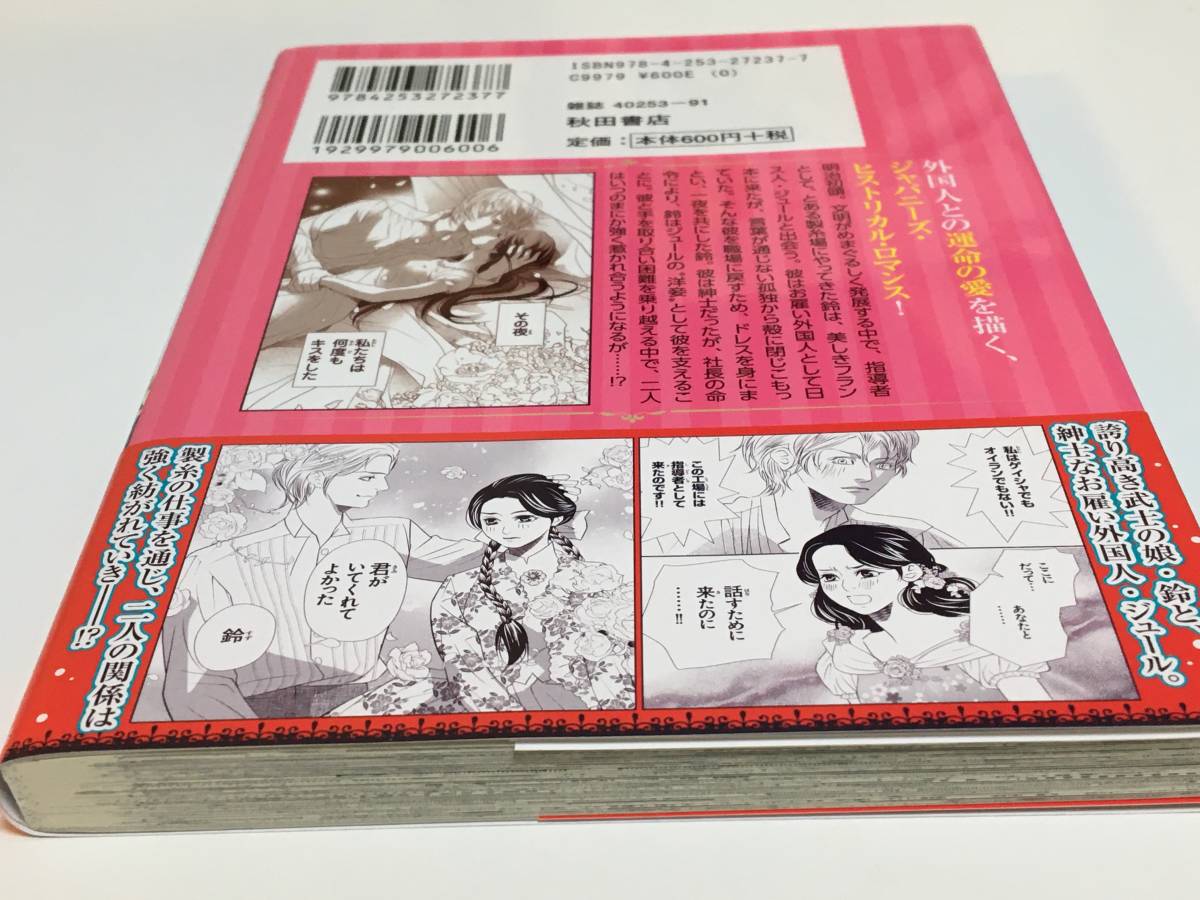 ISBN978-4-253-27237-7
C9979 ¥600E (0)
9784253272377
雑誌 40253-91
秋田書店
1929979006006
定価：本体600円+税
外国人との運命の愛を描く、
ジャパニーズ・
ヒストリカル・ロマンス！
明治初頭。文明がめまぐるしく発展する中で、指導者
として、とある製糸場にやってきた鈴は、美しきフラン
ス人・ジュールと出会う。彼はお雇い外国人として日
本に来たが、言葉が通じない孤独から殻に閉じこもっ
ていた。そんな彼を職場に戻すため、ドレスを身にま
とい、一夜を共にした鈴。彼は紳士だったが、社長の命
令により、鈴はジュールの“洋妾”として彼を支えるこ
とに。彼と手を取り合い困難を乗り越える中で、二人
はいつのまにか強く惹かれ合うようになるが……!?
その夜
私たちは
何度も
キスをした
誇り高き武士の娘・鈴と、
紳士なお雇い外国人・ジュール。
私はゲイシャでも
オイランでもない!!
この工場には
指導者として
来たのです!!
ここに
だって…
あなたと
……
話すために
来たのに
……!!
君が
いてくれて
よかった
鈴
製糸の仕事を通じ、二人の関係は
強く紡がれていき――!?